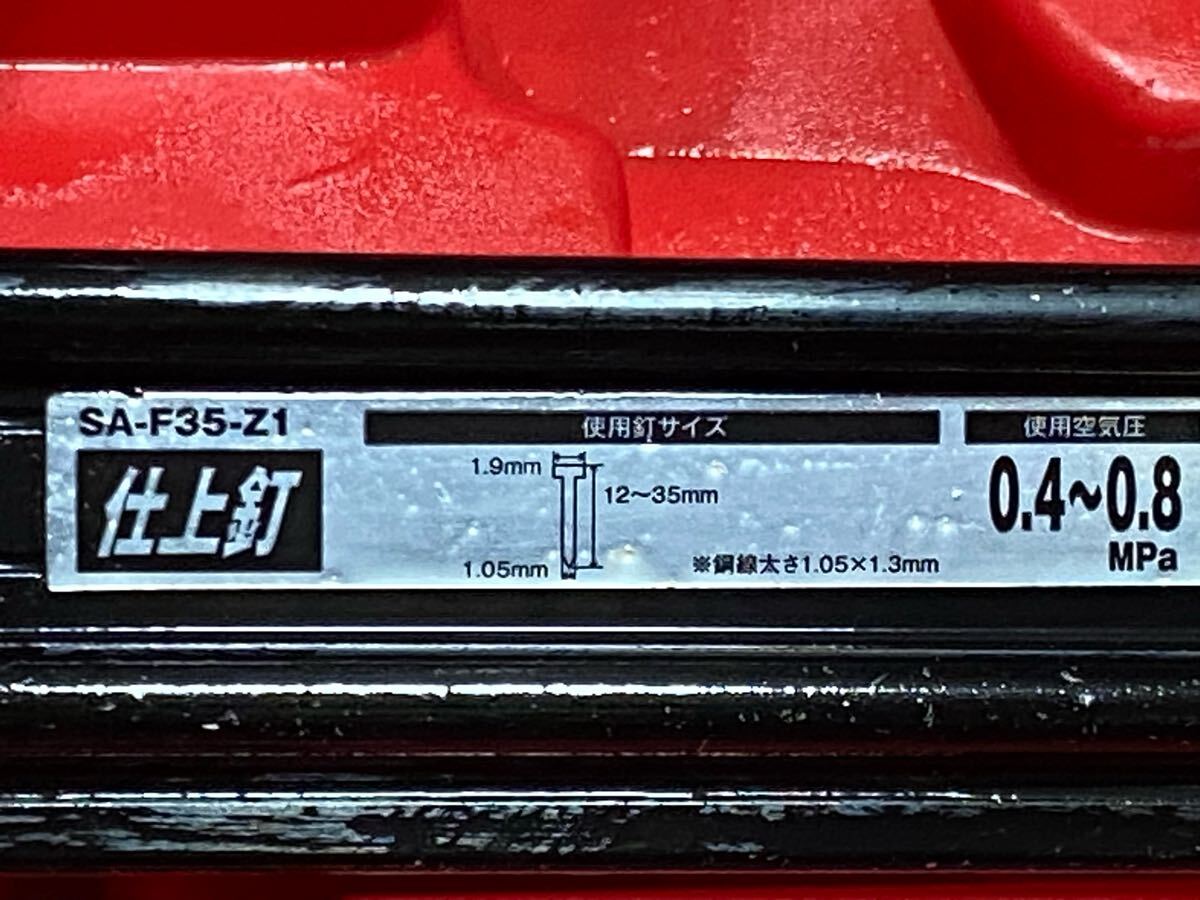 SA-F35-Z1
仕上釘
使用釘サイズ
1.9mm
12〜35mm
1.05mm
※鋼線太さ1.05×1.3mm
使用空気圧
0.4〜0.8
MPa